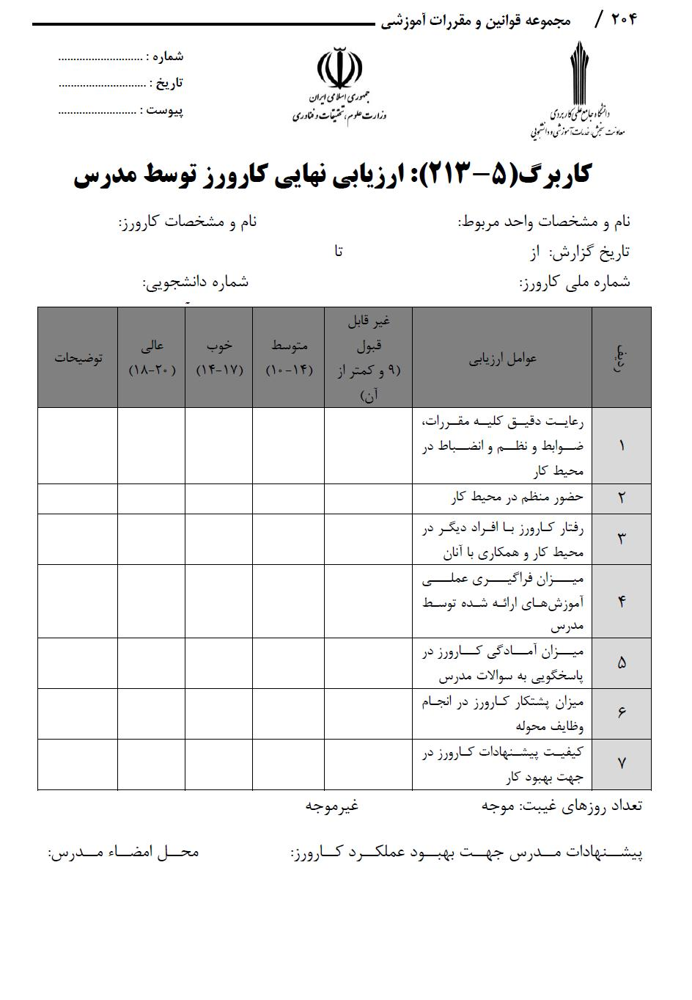 ۲۰۴ / مجموعه قوانین و مقررات آموزشی
دانشگاه جامع علمی کاربردی
معاونت سنجش، خدمات آموزشی و دانشجویی
جمهوری اسلامی ایران
وزارت علوم، تحقیقات و فناوری
شماره : ............................
تاریخ : .............................
پیوست : ..........................
کاربرگ(۵–۲۱۳): ارزیابی نهایی کارورز توسط مدرس
نام و مشخصات واحد مربوط: نام و مشخصات کارورز:
تاریخ گزارش: از تا
شماره ملی کارورز: شماره دانشجویی:
ردیف
عوامل ارزیابی
غیر قابل
قبول
(۹ و کمتر از
آن)
متوسط
(۱۴-۱۰)
خوب
(۱۷-۱۴)
عالی
(۲۰-۱۸)
توضیحات
۱
رعایت دقیق کلیه مقررات،
ضوابط و نظم و انضباط در
محیط کار
۲
حضور منظم در محیط کار
۳
رفتار کارورز با افراد دیگر در
محیط کار و همکاری با آنان
۴
میزان فراگیری عملی
آموزش‌های ارائه شده توسط
مدرس
۵
میزان آمادگی کارورز در
پاسخگویی به سوالات مدرس
۶
میزان پشتکار کارورز در انجام
وظایف محوله
۷
کیفیت پیشنهادات کارورز در
جهت بهبود کار
تعداد روزهای غیبت: موجه غیرموجه
پیشنهادات مدرس جهت بهبود عملکرد کارورز: محل امضاء مدرس: